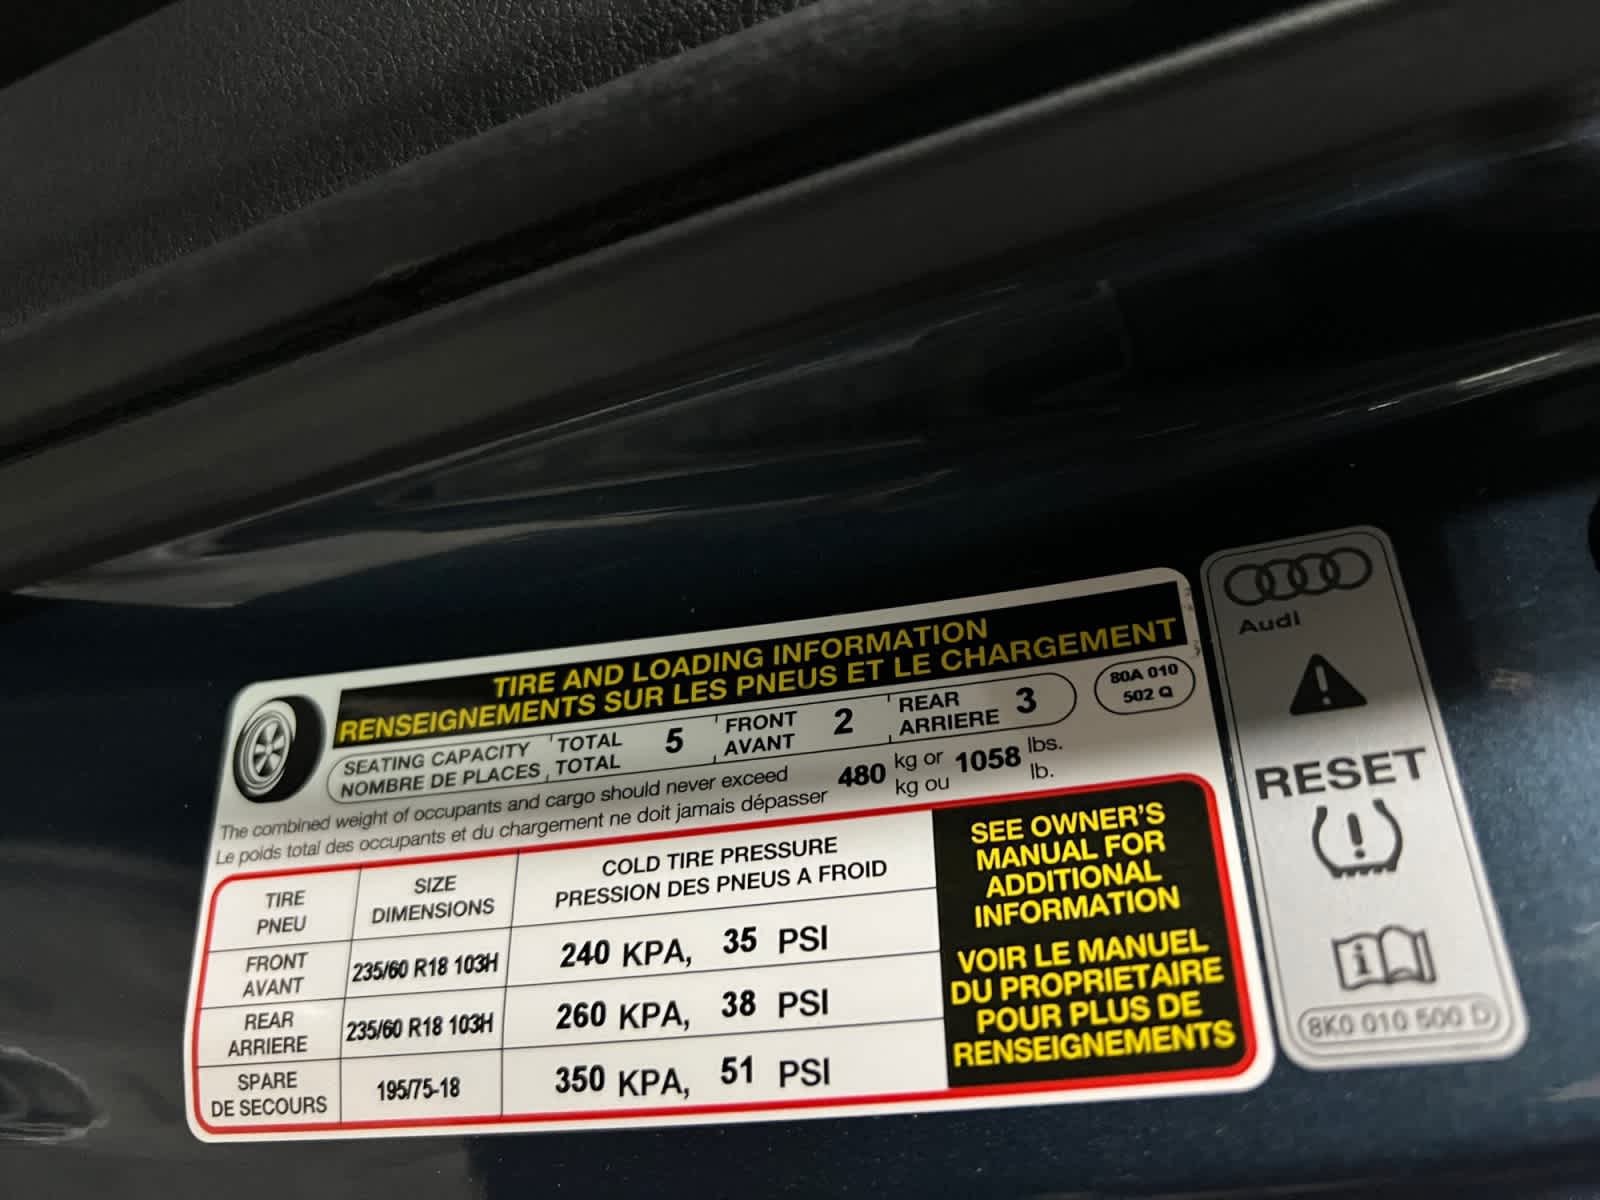 TIRE AND LOADING INFORMATION
RENSEIGNEMENTS SUR LES PNEUS ET LE CHARGEMENT
SEATING CAPACITY TOTAL 5 FRONT 2 REAR 3
NOMBRE DE PLACES TOTAL AVANT ARRIERE
80A 010
502 Q
The combined weight of occupants and cargo should never exceed 480 kg or 1058 lbs.
Le poids total des occupants et du chargement ne doit jamais dépasser kg ou lb.
TIRE SIZE COLD TIRE PRESSURE
PNEU DIMENSIONS PRESSION DES PNEUS A FROID
FRONT
AVANT
235/60 R18 103H 240 KPA, 35 PSI
REAR
ARRIERE
235/60 R18 103H 260 KPA, 38 PSI
SPARE
DE SECOURS
195/75-18 350 KPA, 51 PSI
SEE OWNER'S
MANUAL FOR
ADDITIONAL
INFORMATION
VOIR LE MANUEL
DU PROPRIETAIRE
POUR PLUS DE
RENSEIGNEMENTS
Audi
RESET
8K0 010 500 D